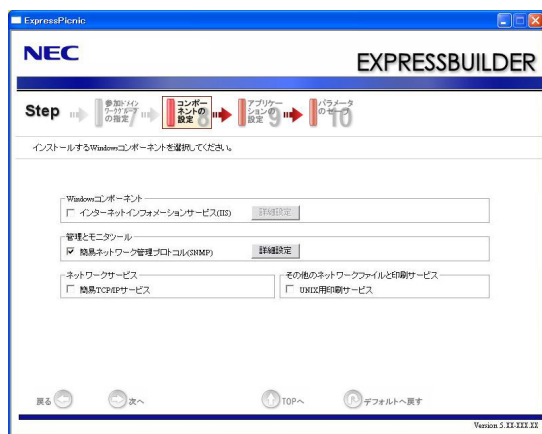 ExpressPicnic
NEC
EXPRESSBUILDER
Step
参加ドメイン
ワークグループ
の指定 7
コンポー
ネントの
設定 8
アプリケー
ションの
設定 9
パラメータ
のセーブ 10
インストールするWindowsコンポーネントを選択してください。
Windowsコンポーネント
インターネットインフォメーションサービス(IIS)
詳細設定
管理とモニタツール
簡易ネットワーク管理プロトコル(SNMP)
詳細設定
ネットワークサービス
簡易TCP/IPサービス
その他のネットワークファイルと印刷サービス
UNIX用印刷サービス
戻る
次へ
TOPへ
デフォルトへ戻す
Version 5.XX-XXX.XX